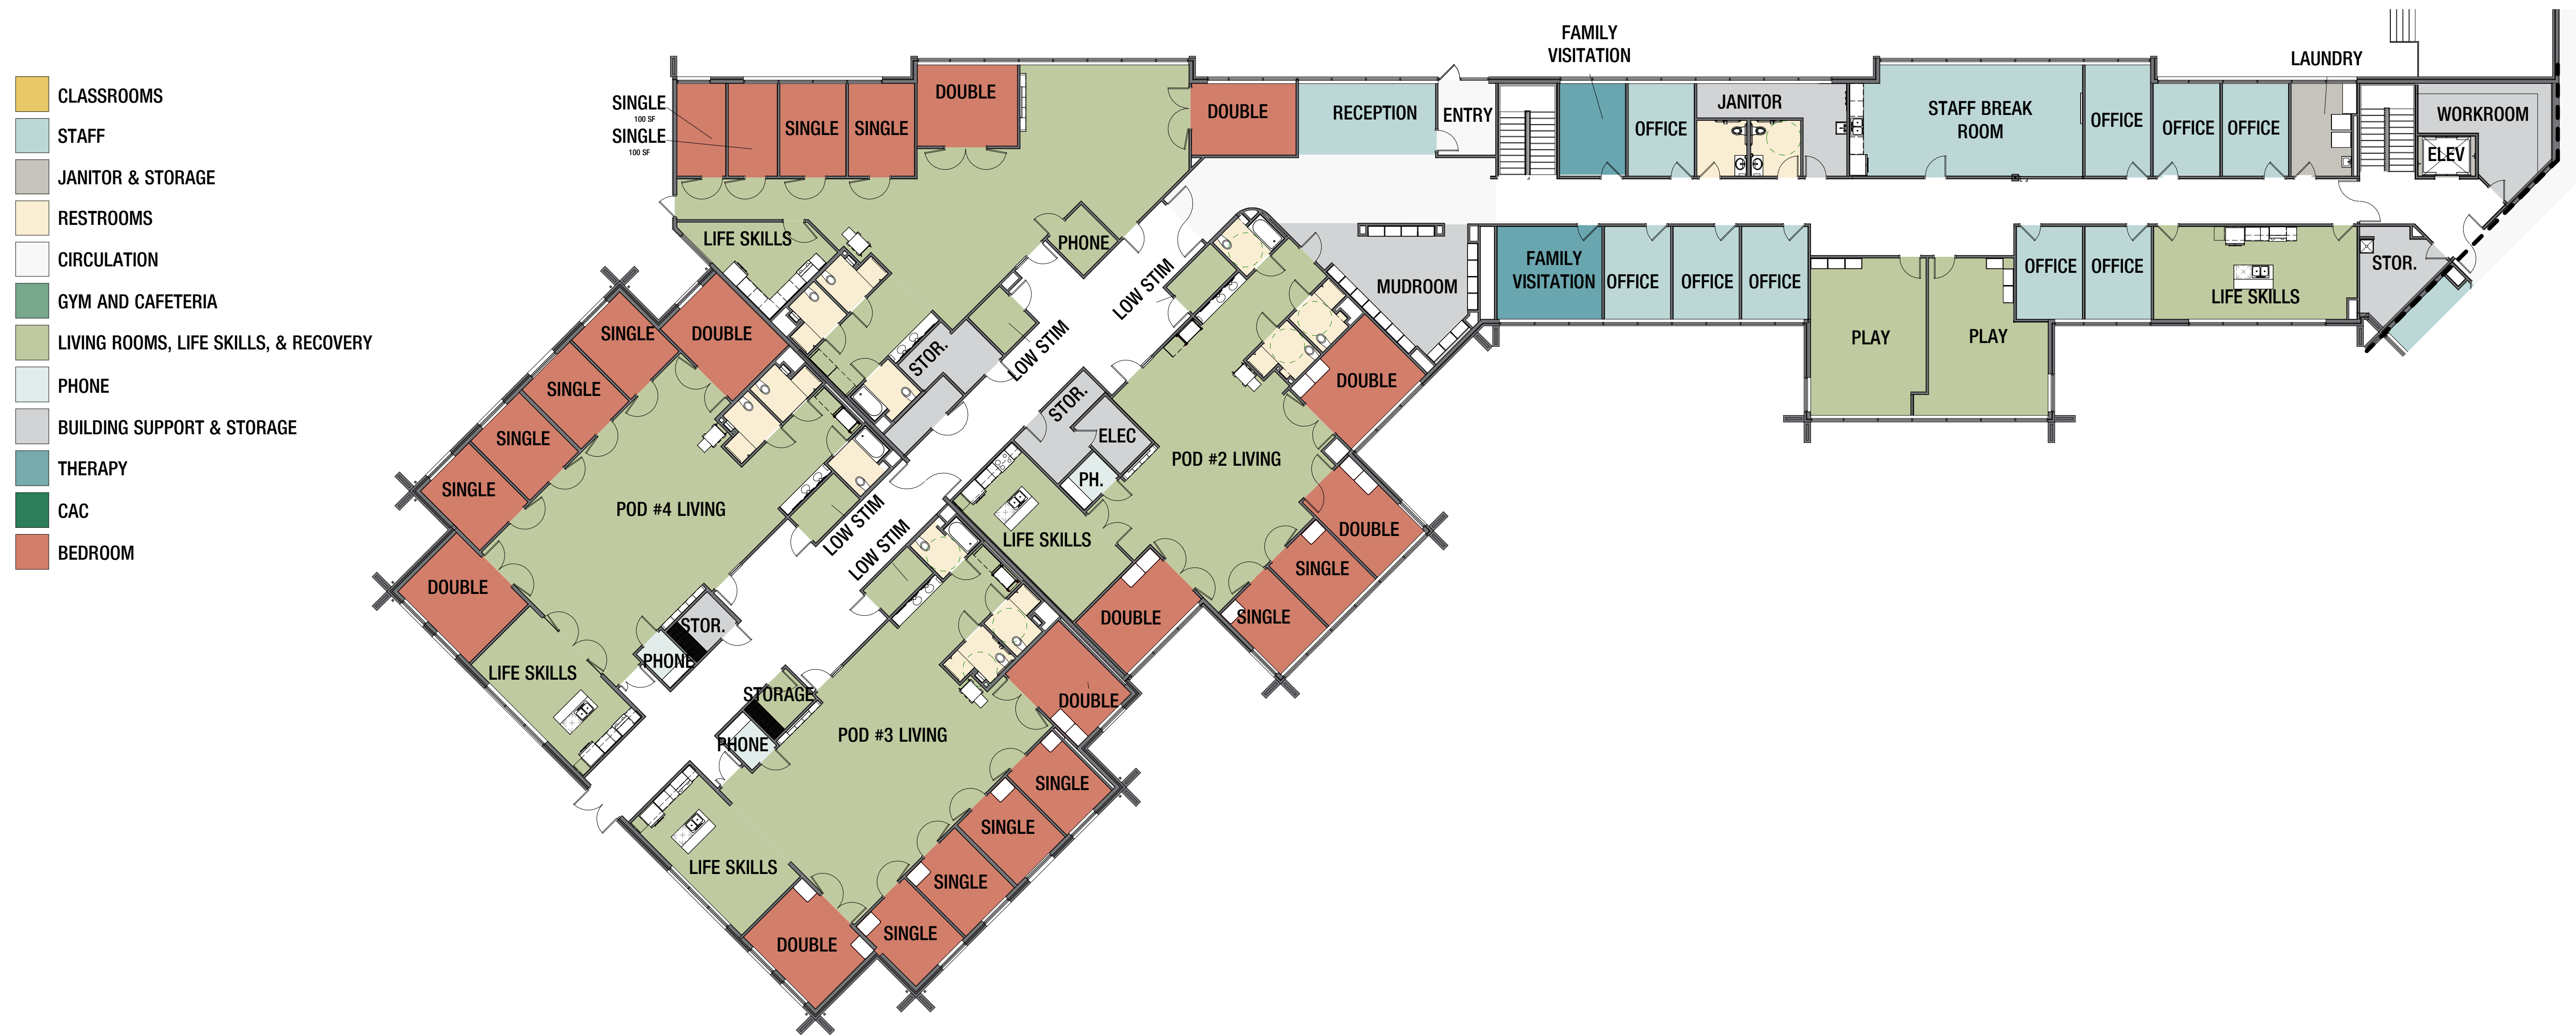 CLASSROOMS
STAFF
JANITOR & STORAGE
RESTROOMS
CIRCULATION
GYM AND CAFETERIA
LIVING ROOMS, LIFE SKILLS, & RECOVERY
PHONE
BUILDING SUPPORT & STORAGE
THERAPY
CAC
BEDROOM
SINGLE
100 SF
SINGLE
100 SF
SINGLE
SINGLE
DOUBLE
DOUBLE
RECEPTION
ENTRY
FAMILY
VISITATION
OFFICE
JANITOR
STAFF BREAK
ROOM
OFFICE
OFFICE
OFFICE
LAUNDRY
WORKROOM
ELEV
LIFE SKILLS
PHONE
LOW STIM
STOR.
LOW STIM
MUDROOM
FAMILY
VISITATION
OFFICE
OFFICE
OFFICE
PLAY
PLAY
OFFICE
OFFICE
LIFE SKILLS
STOR.
SINGLE
DOUBLE
SINGLE
SINGLE
SINGLE
DOUBLE
POD #4 LIVING
LOW STIM
LOW STIM
LIFE SKILLS
PHONE
STOR.
STOR.
ELEC
PH.
POD #2 LIVING
LIFE SKILLS
DOUBLE
DOUBLE
SINGLE
SINGLE
DOUBLE
STORAGE
PHONE
POD #3 LIVING
LIFE SKILLS
DOUBLE
SINGLE
SINGLE
SINGLE
SINGLE
DOUBLE